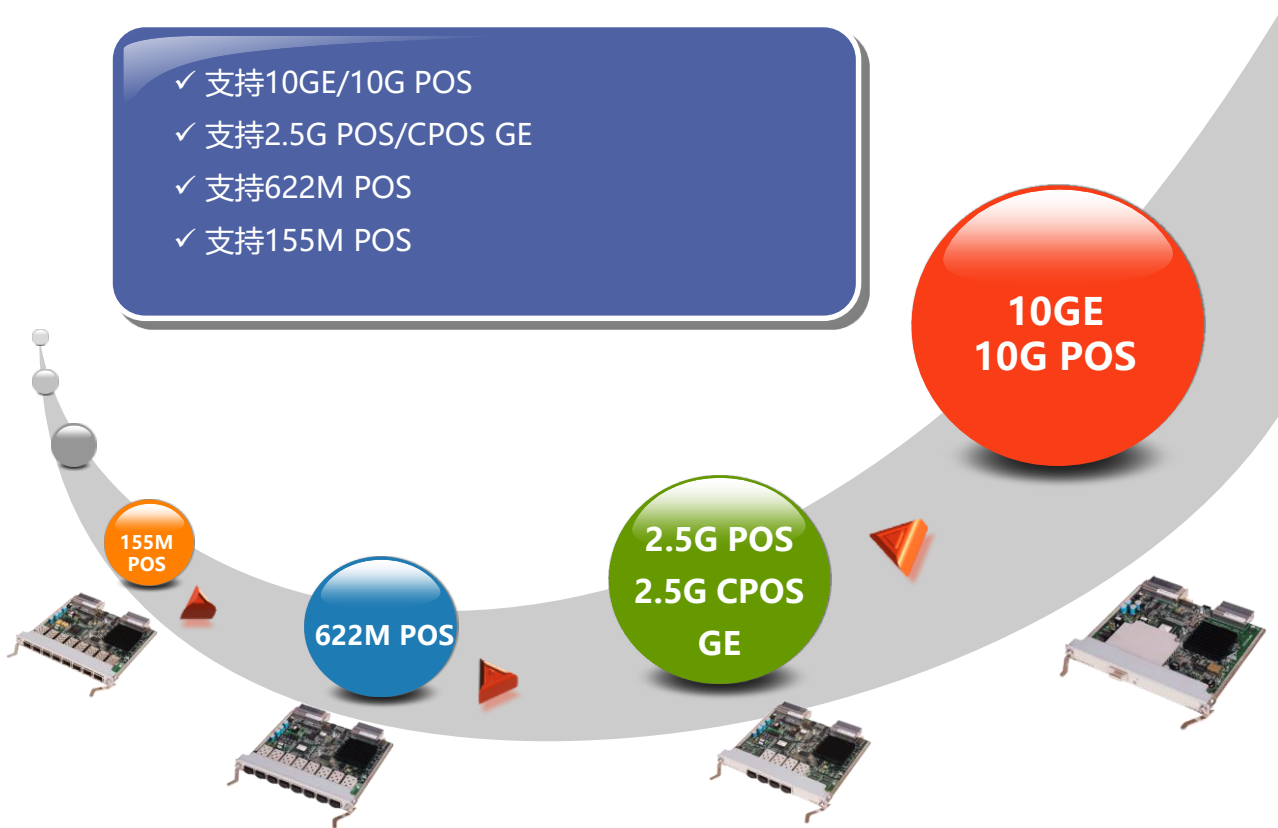 ✓ 支持10GE/10G POS
✓ 支持2.5G POS/CPOS GE
✓ 支持622M POS
✓ 支持155M POS
10GE
10G POS
2.5G POS
2.5G CPOS
GE
155M
POS
622M POS